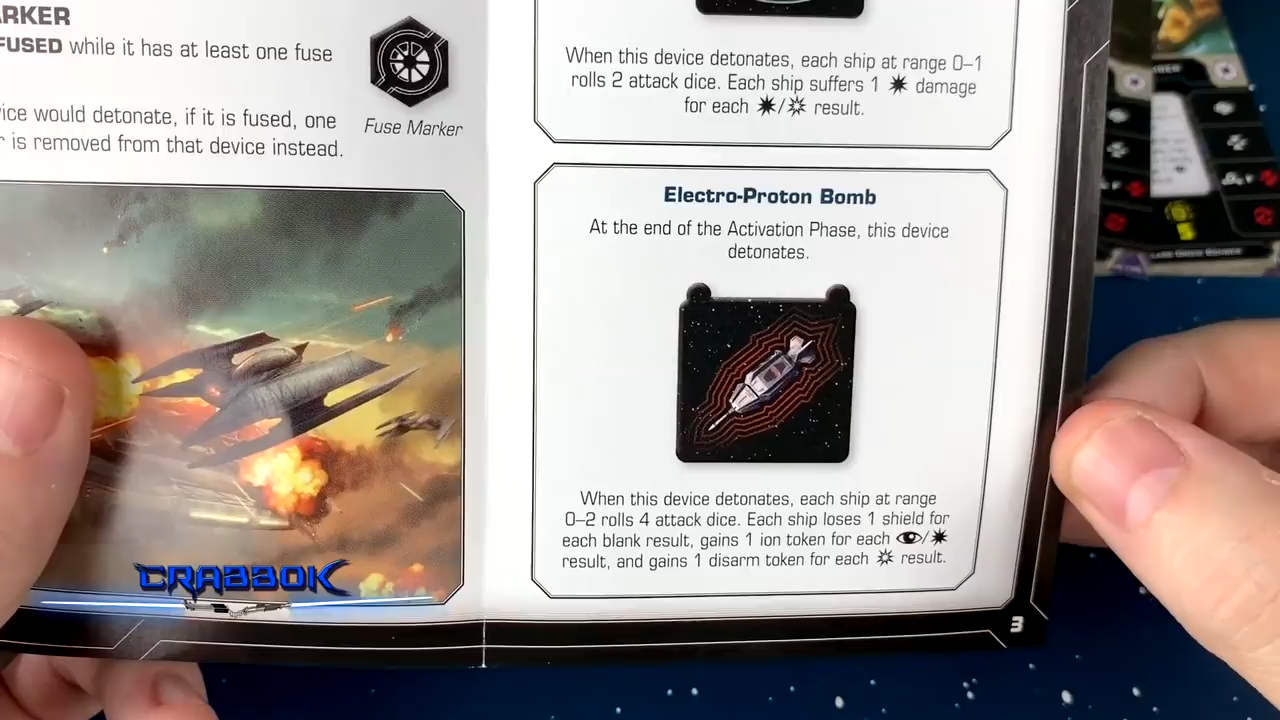 RKER
FUSED while it has at least one fuse
ice would detonate, if it is fused, one
r is removed from that device instead.
Fuse Marker
When this device detonates, each ship at range 0–1
rolls 2 attack dice. Each ship suffers 1 damage
for each / result.
Electro-Proton Bomb
At the end of the Activation Phase, this device
detonates.
When this device detonates, each ship at range
0–2 rolls 4 attack dice. Each ship loses 1 shield for
each blank result, gains 1 ion token for each /
result, and gains 1 disarm token for each result.
3
CRABBOK